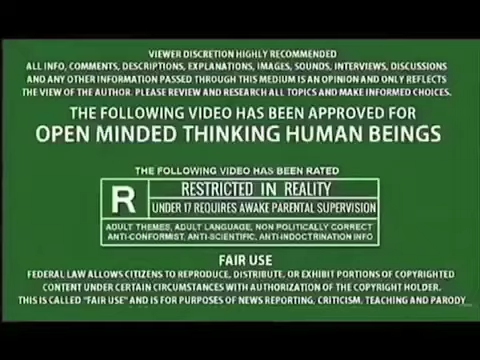 VIEWER DISCRETION HIGHLY RECOMMENDED
ALL INFO, COMMENTS, DESCRIPTIONS, EXPLANATIONS, IMAGES, SOUNDS, INTERVIEWS, DISCUSSIONS
AND ANY OTHER INFORMATION PASSED THROUGH THIS MEDIUM IS AN OPINION AND ONLY REFLECTS
THE VIEW OF THE AUTHOR. PLEASE REVIEW AND RESEARCH ALL TOPICS AND MAKE INFORMED CHOICES.
THE FOLLOWING VIDEO HAS BEEN APPROVED FOR
OPEN MINDED THINKING HUMAN BEINGS
THE FOLLOWING VIDEO HAS BEEN RATED
R
RESTRICTED IN REALITY
UNDER 17 REQUIRES AWAKE PARENTAL SUPERVISION
ADULT THEMES, ADULT LANGUAGE, NON POLITICALLY CORRECT
ANTI-CONFORMIST, ANTI-SCIENTIFIC, ANTI-INDOCTRINATION INFO
FAIR USE
FEDERAL LAW ALLOWS CITIZENS TO REPRODUCE, DISTRIBUTE, OR EXHIBIT PORTIONS OF COPYRIGHTED
CONTENT UNDER CERTAIN CIRCUMSTANCES WITH AUTHORIZATION OF THE COPYRIGHT HOLDER.
THIS IS CALLED "FAIR USE" AND IS FOR PURPOSES OF NEWS REPORTING, CRITICISM, TEACHING AND PARODY...